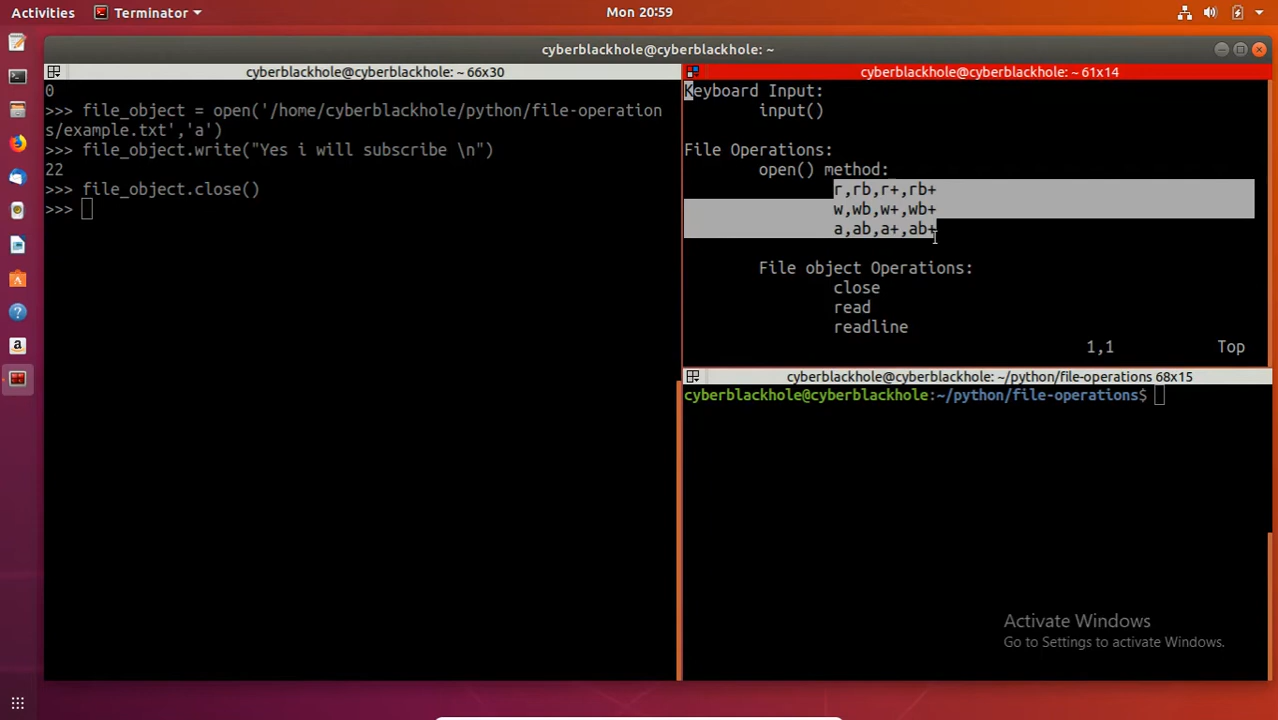 Activities Terminator Mon 20:59
cyberblackhole@cyberblackhole: ~
cyberblackhole@cyberblackhole: ~ 66x30
0
>>> file_object = open('/home/cyberblackhole/python/file-operation
s/example.txt','a')
>>> file_object.write("Yes i will subscribe \n")
22
>>> file_object.close()
>>>
cyberblackhole@cyberblackhole: ~ 61x14
Keyboard Input:
input()
File Operations:
open() method:
r,rb,r+,rb+
w,wb,w+,wb+
a,ab,a+,ab+
File object Operations:
close
read
readline
1,1 Top
cyberblackhole@cyberblackhole: ~/python/file-operations 68x15
cyberblackhole@cyberblackhole:~/python/file-operations$
Activate Windows
Go to Settings to activate Windows.